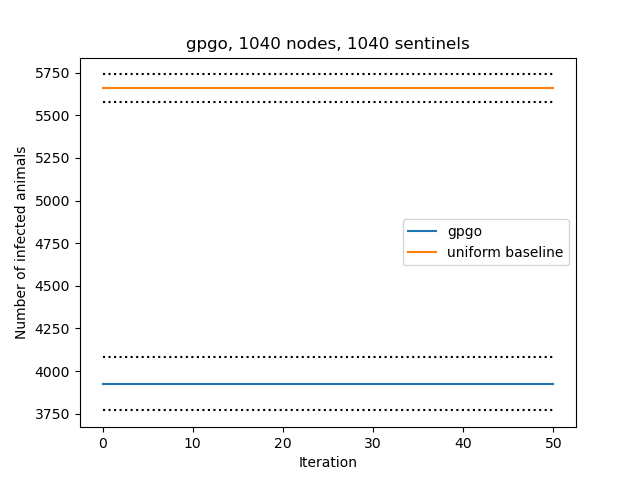 gpgo, 1040 nodes, 1040 sentinels
5750
5500
5250
5000
4750
4500
4250
4000
3750
Number of infected animals
gpgo
uniform baseline
0 10 20 30 40 50
Iteration